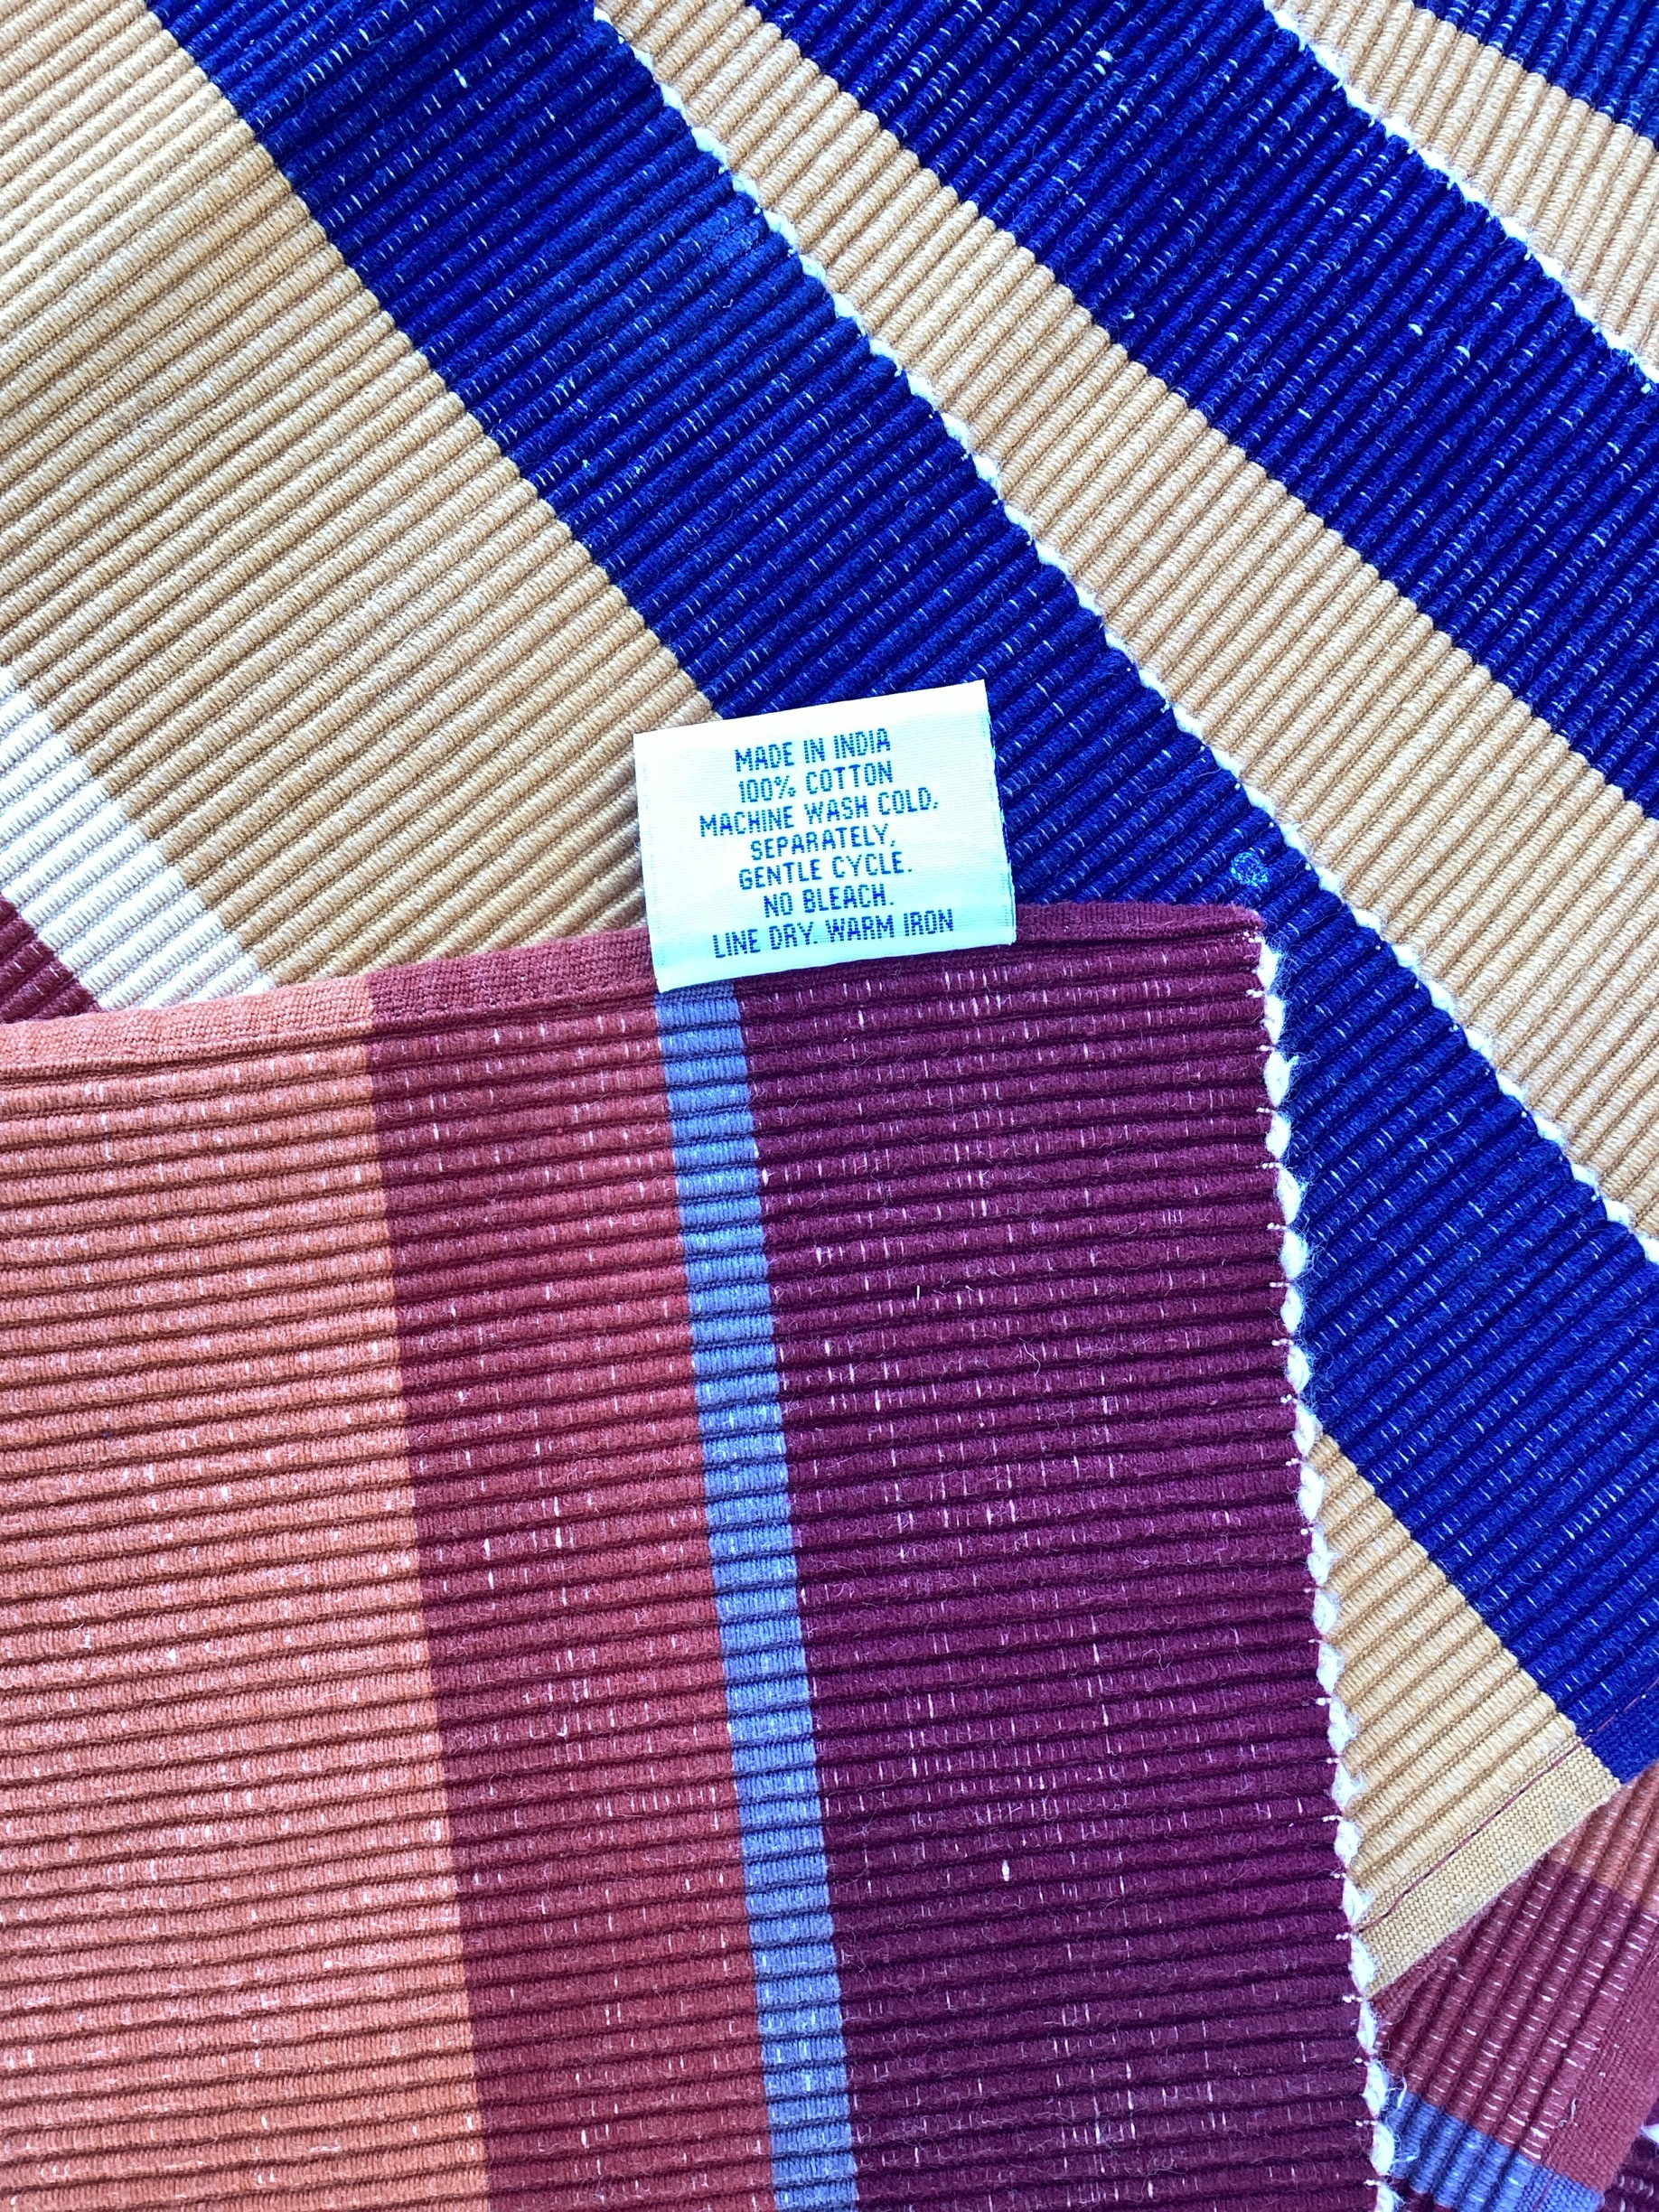 MADE IN INDIA
100% COTTON
MACHINE WASH COLD,
SEPARATELY,
GENTLE CYCLE.
NO BLEACH.
LINE DRY. WARM IRON